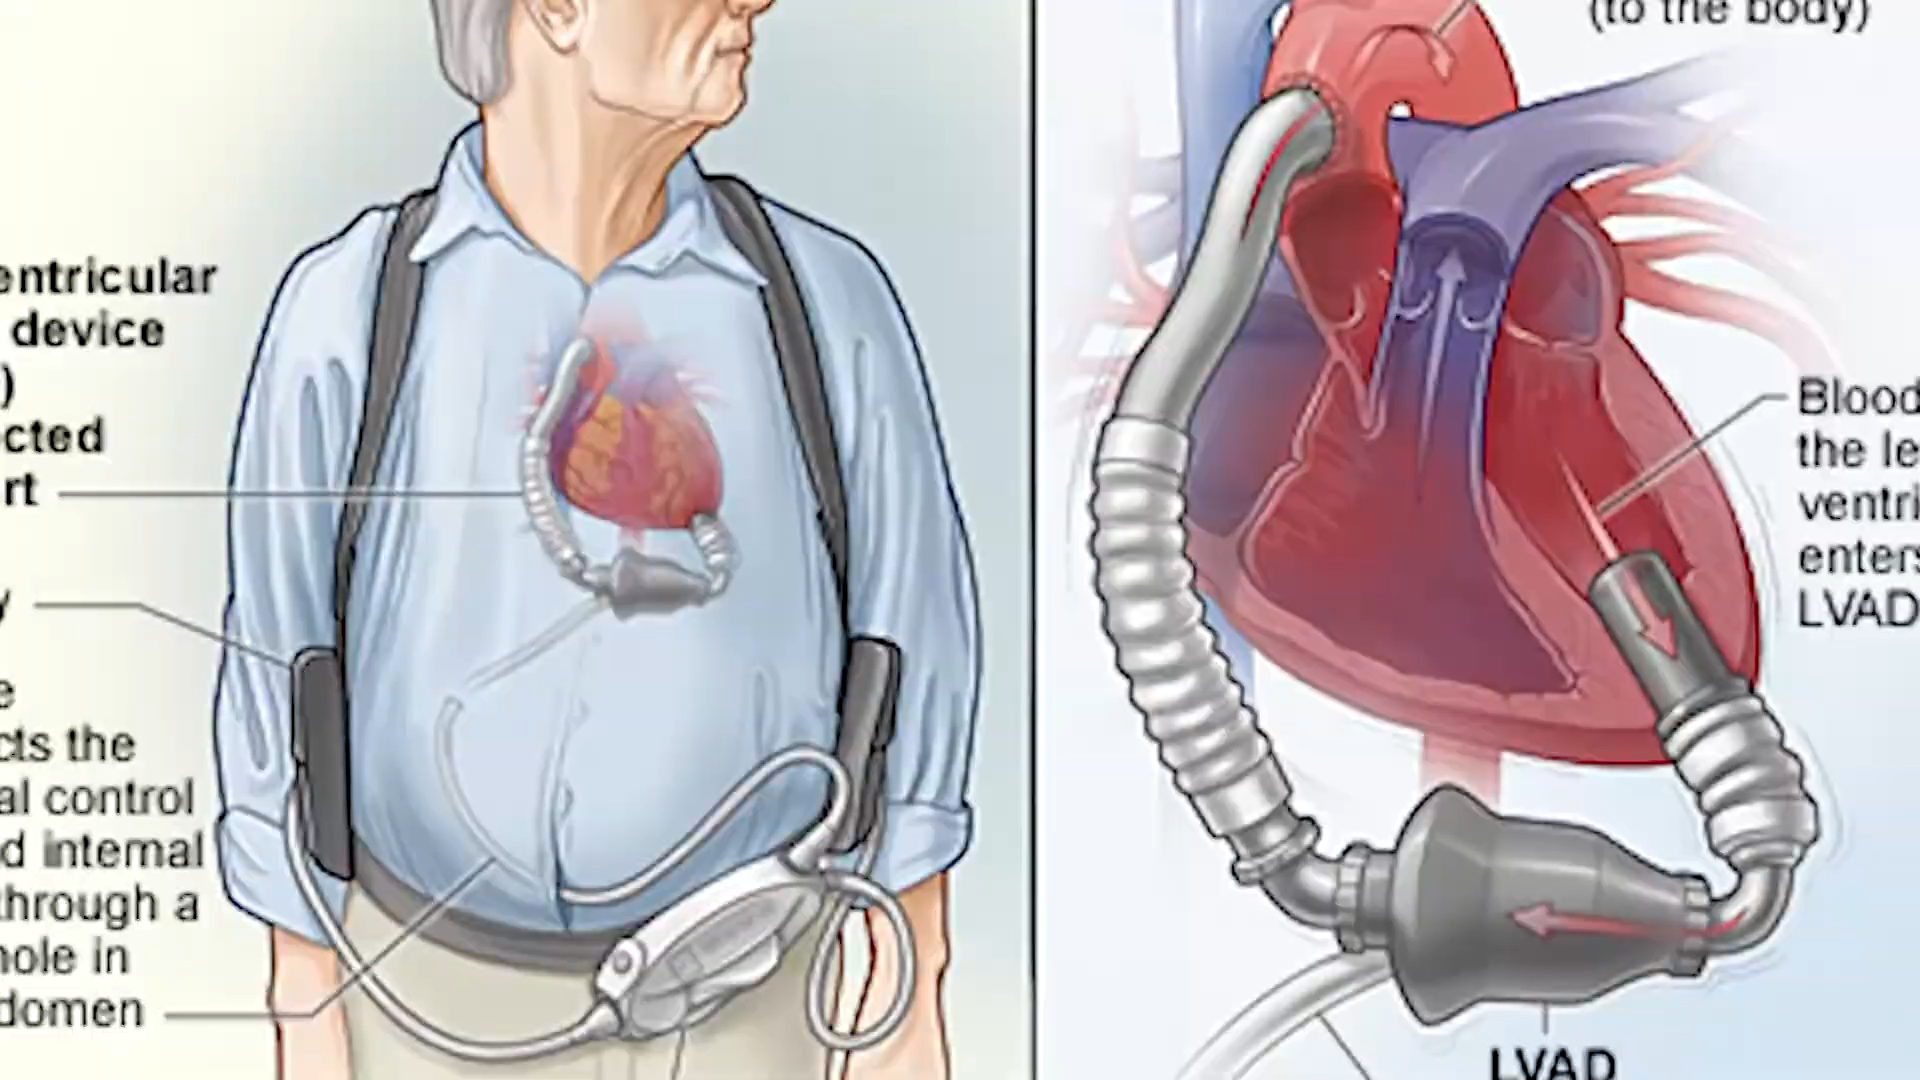 entricular
device
)
cted
rt
y
e
cts the
al control
d internal
through a
hole in
domen
(to the body)
Blood
the le
ventri
enters
LVAD
LVAD